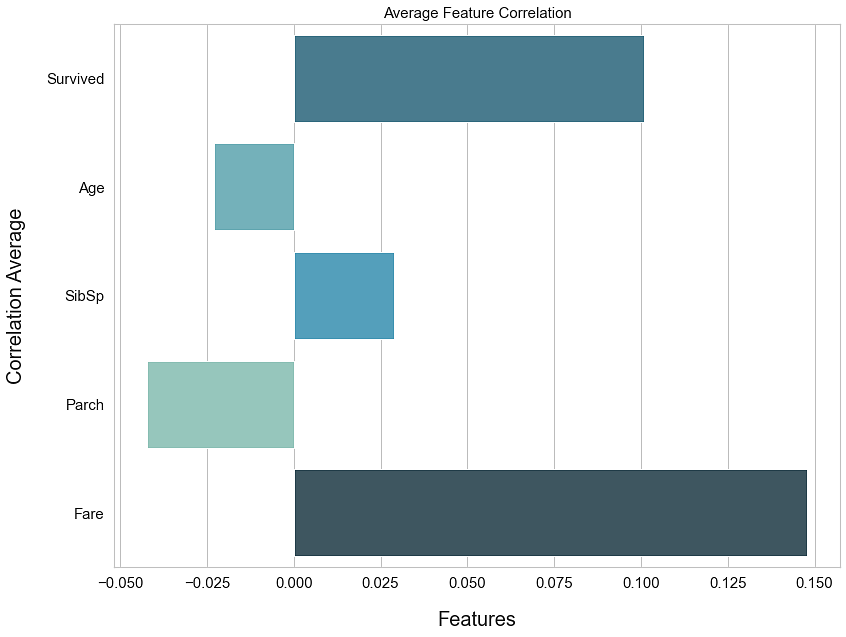 Average Feature Correlation
Survived
Age
SibSp
Parch
Fare
Correlation Average
−0.050 −0.025 0.000 0.025 0.050 0.075 0.100 0.125 0.150
Features